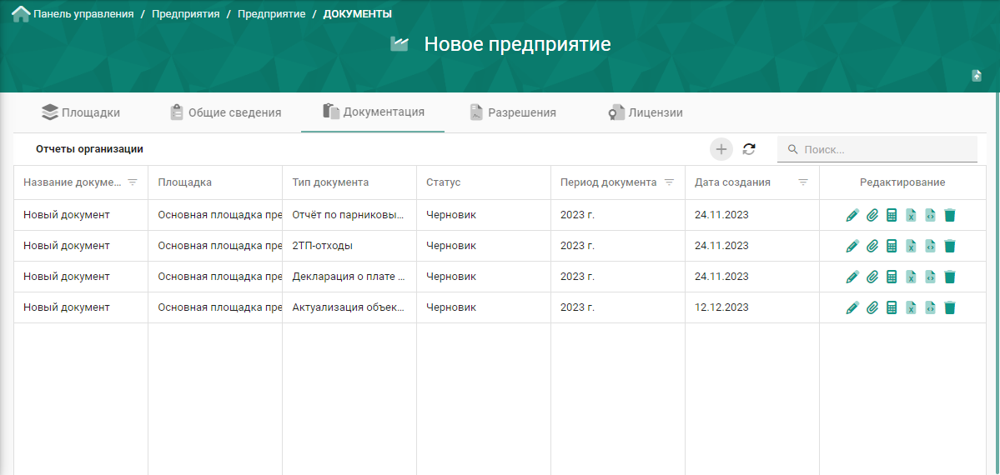 Панель управления / Предприятия / Предприятие / ДОКУМЕНТЫ
Новое предприятие
Площадки Общие сведения Документация Разрешения Лицензии
Отчеты организации Поиск...
Название докуме... Площадка Тип документа Статус Период документа Дата создания Редактирование
Новый документ Основная площадка пре Отчёт по парниковы... Черновик 2023 г. 24.11.2023
Новый документ Основная площадка пре 2ТП-отходы Черновик 2023 г. 24.11.2023
Новый документ Основная площадка пре Декларация о плате ... Черновик 2023 г. 24.11.2023
Новый документ Основная площадка пре Актуализация объек... Черновик 2023 г. 12.12.2023